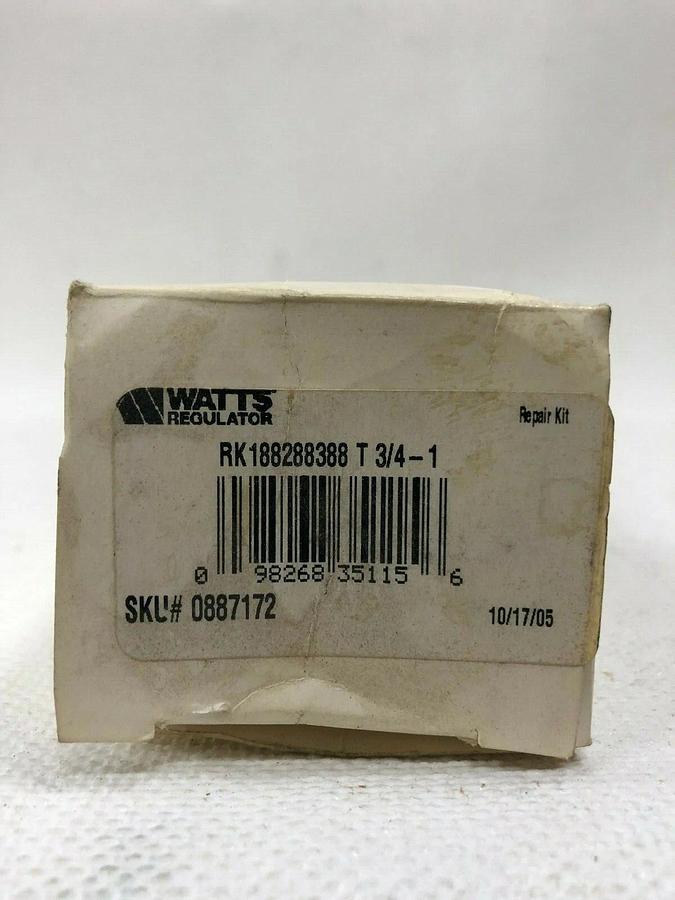 WATTS
REGULATOR
Repair Kit
RK188288388 T 3/4-1
0 98268 35115 6
SKU# 0887172
10/17/05